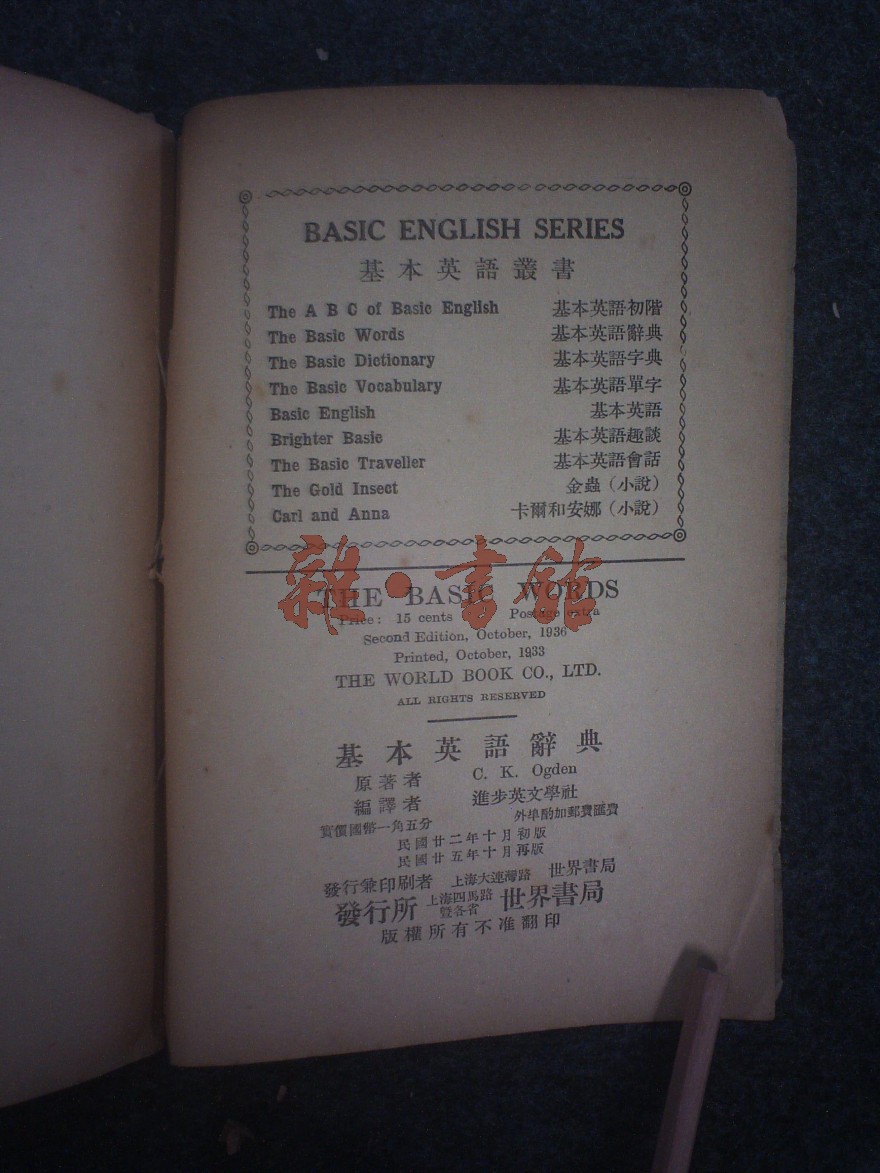 BASIC ENGLISH SERIES
基本英語叢書
The A B C of Basic English 基本英語初階
The Basic Words 基本英語辭典
The Basic Dictionary 基本英語字典
The Basic Vocabulary 基本英語單字
Basic English 基本英語
Brighter Basic 基本英語趣談
The Basic Traveller 基本英語會話
The Gold Insect 金蟲（小說）
Carl and Anna 卡爾和安娜（小說）
雜·書館
THE BASIC WORDS
Price: 15 cents Postage extra
Second Edition, October, 1936
Printed, October, 1933
THE WORLD BOOK CO., LTD.
ALL RIGHTS RESERVED
基本英語辭典
原著者 C. K. Ogden
編譯者 進步英文學社
實價國幣一角五分 外埠酌加郵費匯費
民國廿二年十月初版
民國廿五年十月再版
發行兼印刷者 上海大連灣路 世界書局
發行所 上海四馬路暨各省 世界書局
版權所有不准翻印